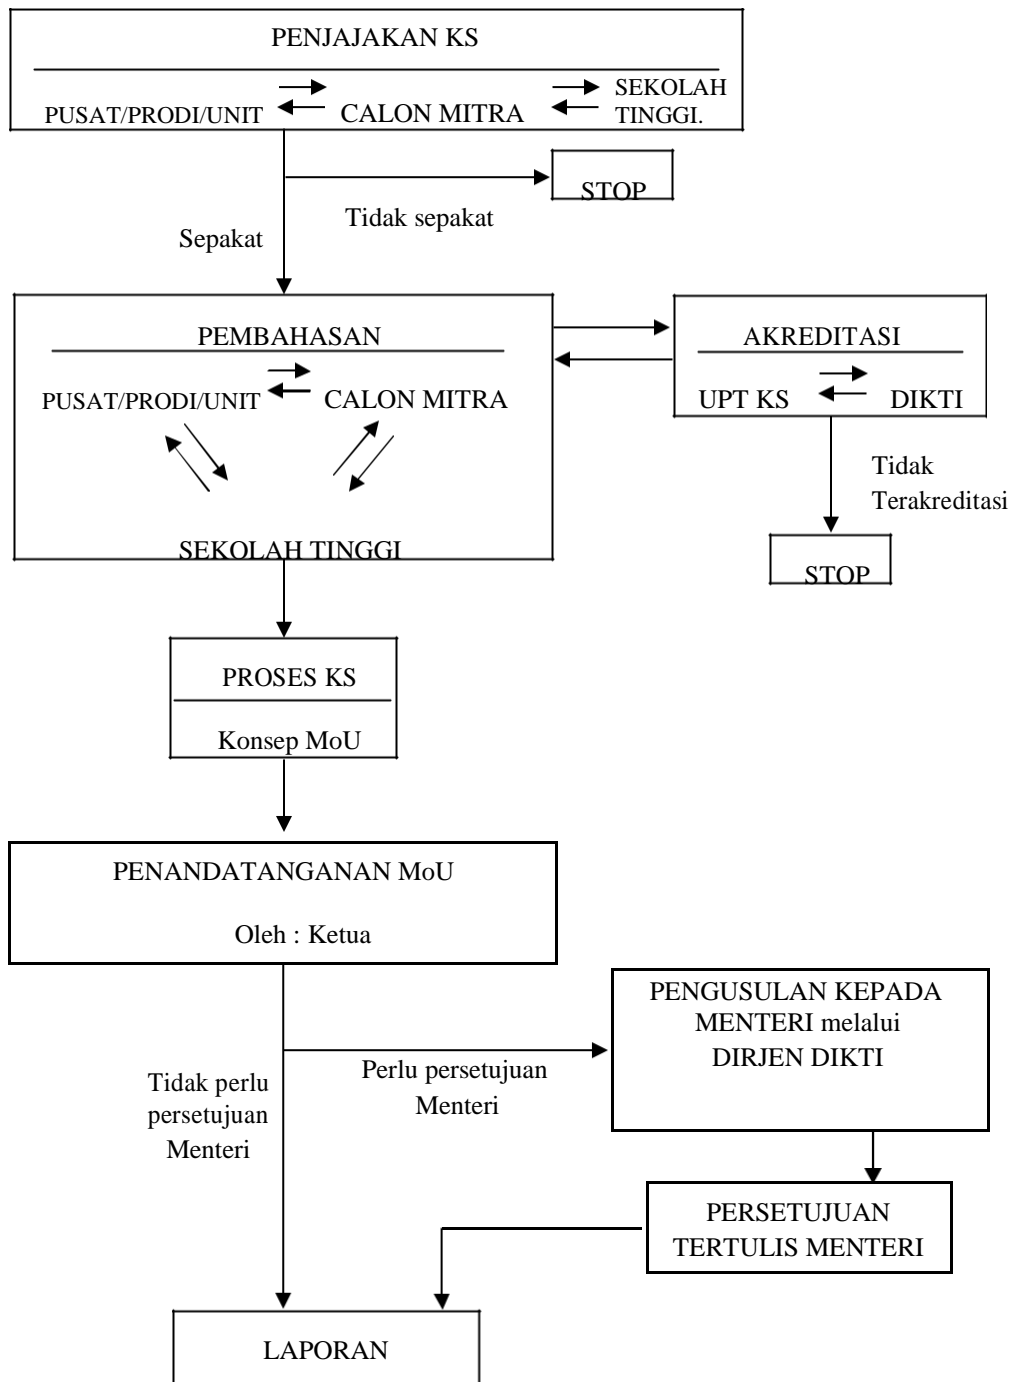 PENJAJAKAN KS
SEKOLAH
PUSAT/PRODI/UNIT CALON MITRA TINGGI.
STOP
Tidak sepakat
Sepakat
PEMBAHASAN
PUSAT/PRODI/UNIT CALON MITRA
SEKOLAH TINGGI
AKREDITASI
UPT KS DIKTI
Tidak
Terakreditasi
STOP
PROSES KS
Konsep MoU
PENANDATANGANAN MoU
Oleh : Ketua
PENGUSULAN KEPADA
MENTERI melalui
DIRJEN DIKTI
Perlu persetujuan
Menteri
Tidak perlu
persetujuan
Menteri
PERSETUJUAN
TERTULIS MENTERI
LAPORAN